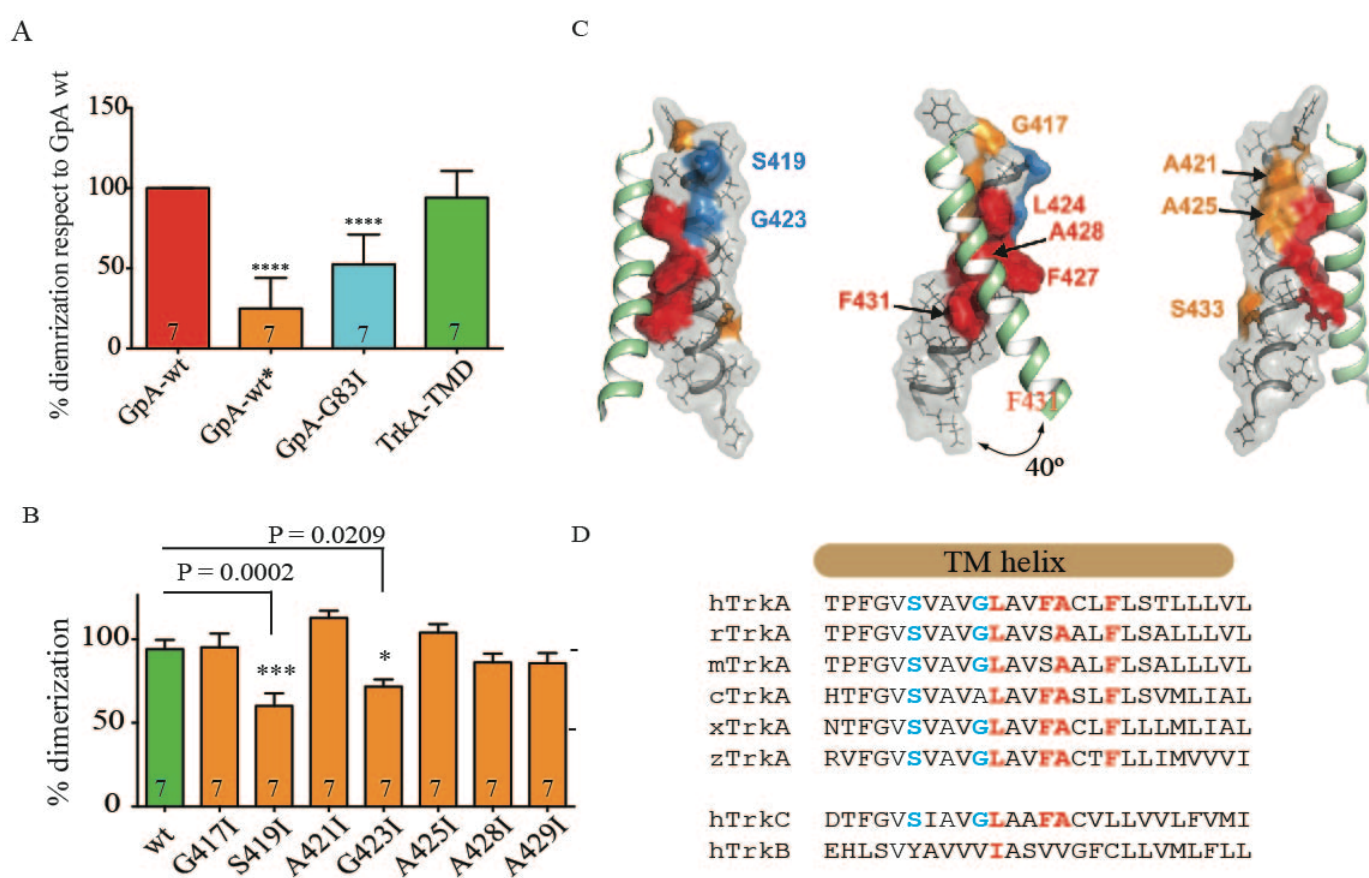 A
% diemrization respect to GpA wt
150
100
50
0
****
****
7
7
7
7
GpA-wt
GpA-wt*
GpA-G83I
TrkA-TMD
B
P = 0.0209
P = 0.0002
% dimerization
100
50
0
***
*
7
7
7
7
7
7
7
7
wt
G417I
S419I
A421I
G423I
A425I
A428I
A429I
C
S419
G423
G417
L424
A428
F427
F431
F431
40º
A421
A425
S433
D
TM helix
hTrkA TPFGVSVAVGLAVFACLFLSTLLLVL
rTrkA TPFGVSVAVGLAVSAALFLSALLLVL
mTrkA TPFGVSVAVGLAVSAALFLSALLLVL
cTrkA HTFGVSVAVALAVFASLFLSVMLIAL
xTrkA NTFGVSVAVGLAVFACLFLLLMLIAL
zTrkA RVFGVSVAVGLAVFACTFLLIMVVVI
hTrkC DTFGVSIAVGLAAFACVLLVVLFVMI
hTrkB EHLSVYAVVVIASVVGFCLLVMLFLL